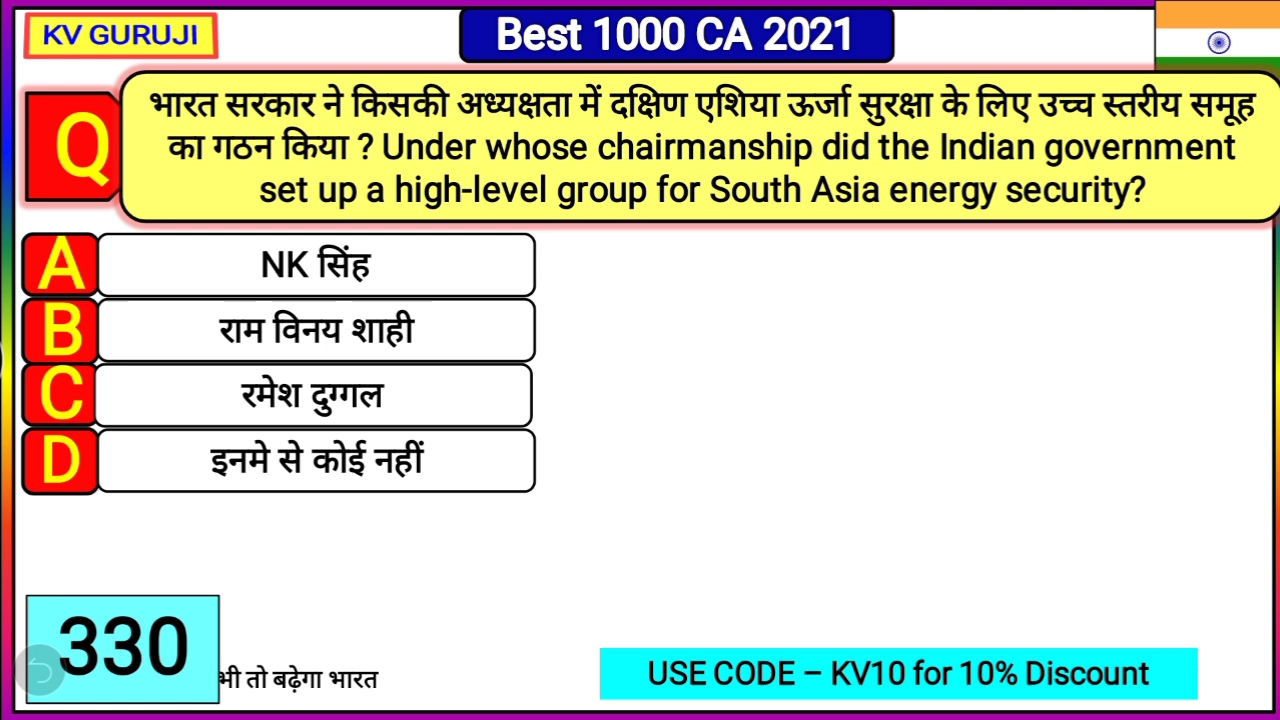 KV GURUJI
Best 1000 CA 2021
Q
भारत सरकार ने किसकी अध्यक्षता में दक्षिण एशिया ऊर्जा सुरक्षा के लिए उच्च स्तरीय समूह
का गठन किया ? Under whose chairmanship did the Indian government
set up a high-level group for South Asia energy security?
A NK सिंह
B राम विनय शाही
C रमेश दुग्गल
D इनमे से कोई नहीं
330
भी तो बढ़ेगा भारत
USE CODE – KV10 for 10% Discount